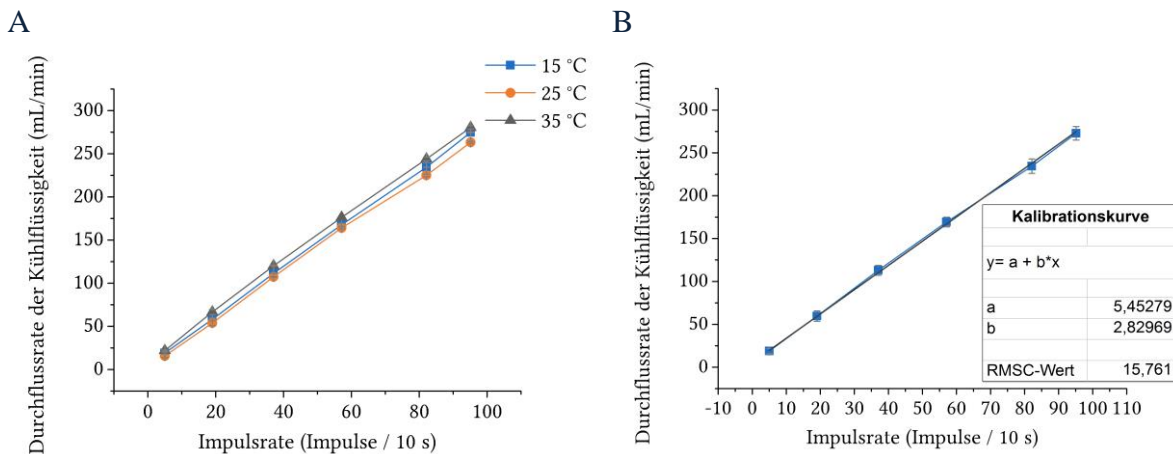 A
Durchflussrate der Kühlflüssigkeit (mL/min)
15 °C
25 °C
35 °C
300
250
200
150
100
50
0
0 20 40 60 80 100
Impulsrate (Impulse / 10 s)
B
Durchflussrate der Kühlflüssigkeit (mL/min)
300
250
200
150
100
50
0
-10 0 10 20 30 40 50 60 70 80 90 100 110
Impulsrate (Impulse / 10 s)
Kalibrationskurve
y= a + b*x
a 5,45279
b 2,82969
RMSC-Wert 15,761